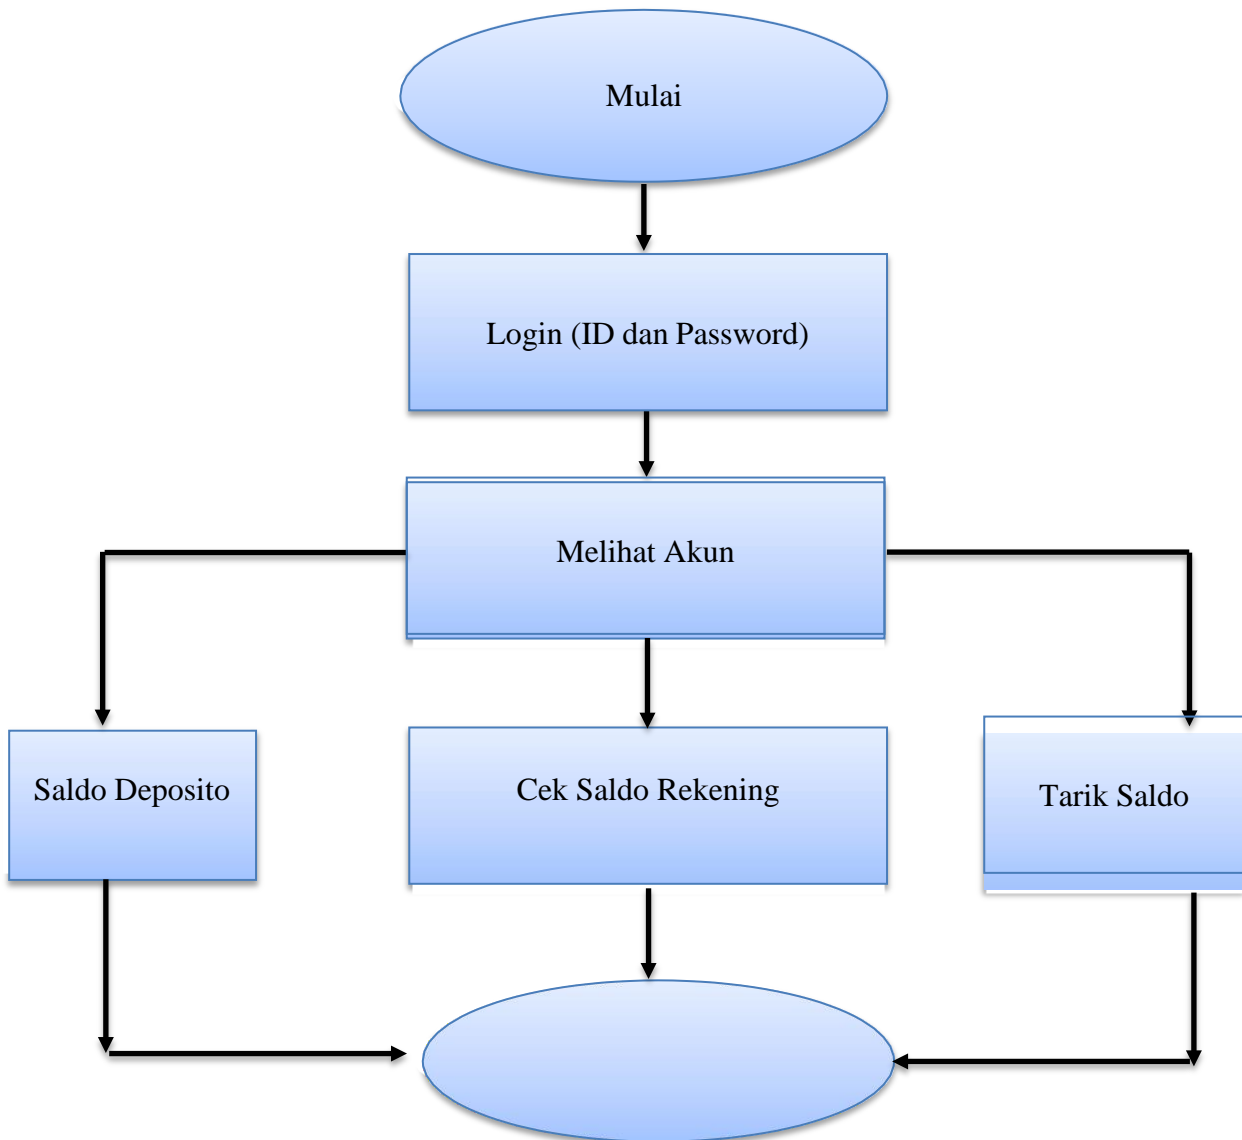 Mulai
Login (ID dan Password)
Melihat Akun
Saldo Deposito
Cek Saldo Rekening
Tarik Saldo